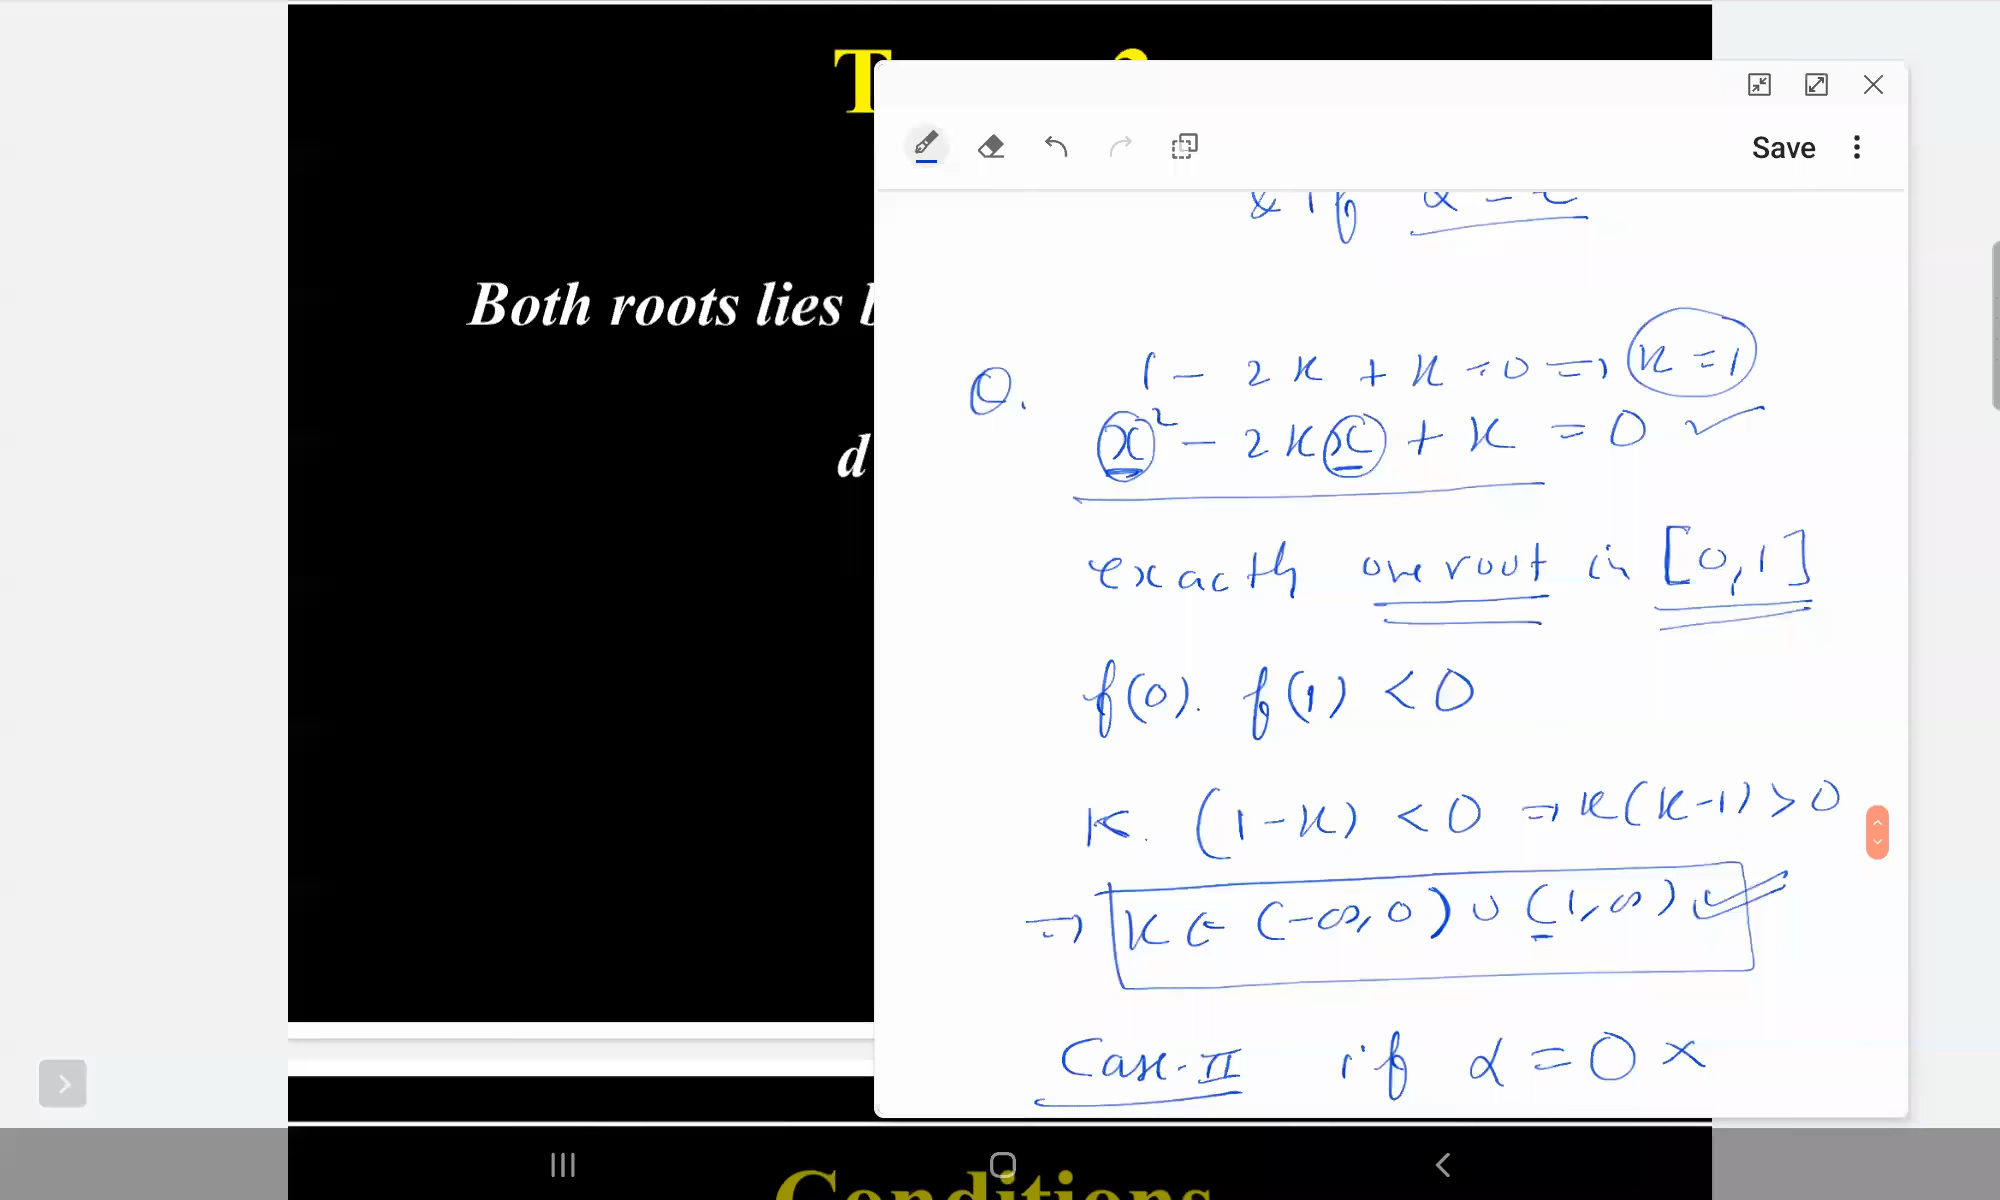 Both roots lies
d
Save
& if α = 2
Q. 1 - 2K + K = 0 ⇒ K = 1
x² - 2Kx + K = 0 ✓
exactly one root in [0,1]
f(0). f(1) < 0
K. (1-K) < 0 ⇒ K(K-1) > 0
⇒ K ∈ (-∞,0) ∪ (1,∞) ✓
Case-II if α = 0 ×
Conditions